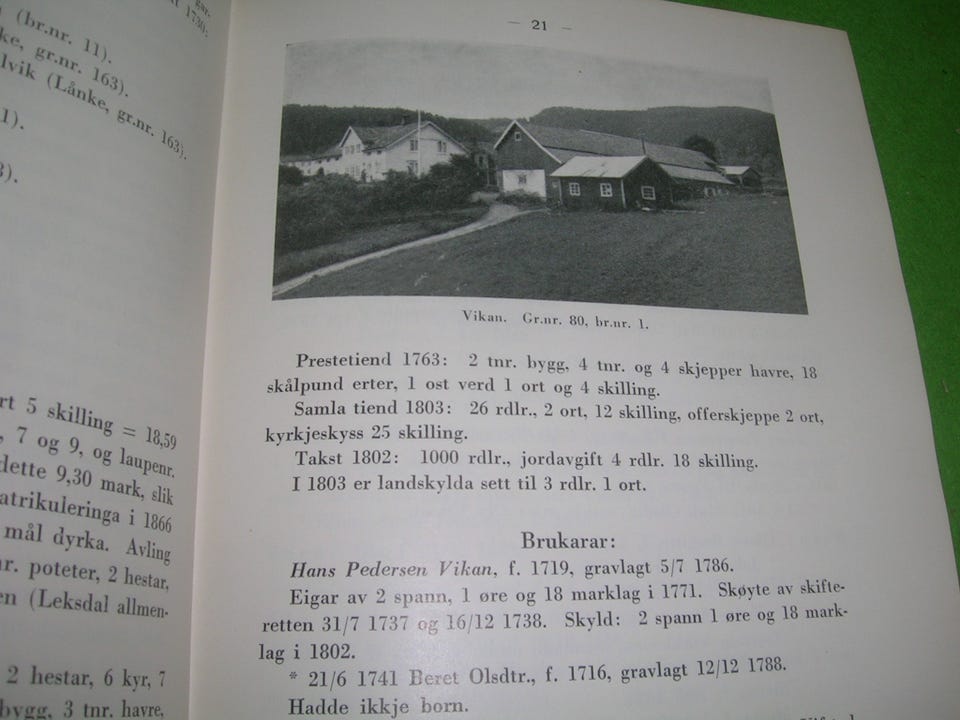 1730:
(br.nr. 11).
gr.nr. 163).
(Lånke, gr.nr. 163).
1).
3).
5 skilling = 18,59
7 og 9, og laupenr.
dette 9,30 mark, slik
i 1866
mål dyrka. Avling
poteter, 2 hestar,
(Leksdal allmen-
2 hestar, 6 kyr, 7
bygg, 3 tnr. havre,
— 21 —
Vikan. Gr.nr. 80, br.nr. 1.
Prestetiend 1763: 2 tnr. bygg, 4 tnr. og 4 skjepper havre, 18
skålpund erter, 1 ost verd 1 ort og 4 skilling.
Samla tiend 1803: 26 rdlr., 2 ort, 12 skilling, offerskjeppe 2 ort,
kyrkjeskyss 25 skilling.
Takst 1802: 1000 rdlr., jordavgift 4 rdlr. 18 skilling.
I 1803 er landskylda sett til 3 rdlr. 1 ort.
Brukarar:
Hans Pedersen Vikan, f. 1719, gravlagt 5/7 1786.
Eigar av 2 spann, 1 øre og 18 marklag i 1771. Skøyte av skifte-
retten 31/7 1737 og 16/12 1738. Skyld: 2 spann 1 øre og 18 mark-
lag i 1802.
* 21/6 1741 Beret Olsdtr., f. 1716, gravlagt 12/12 1788.
Hadde ikkje born.